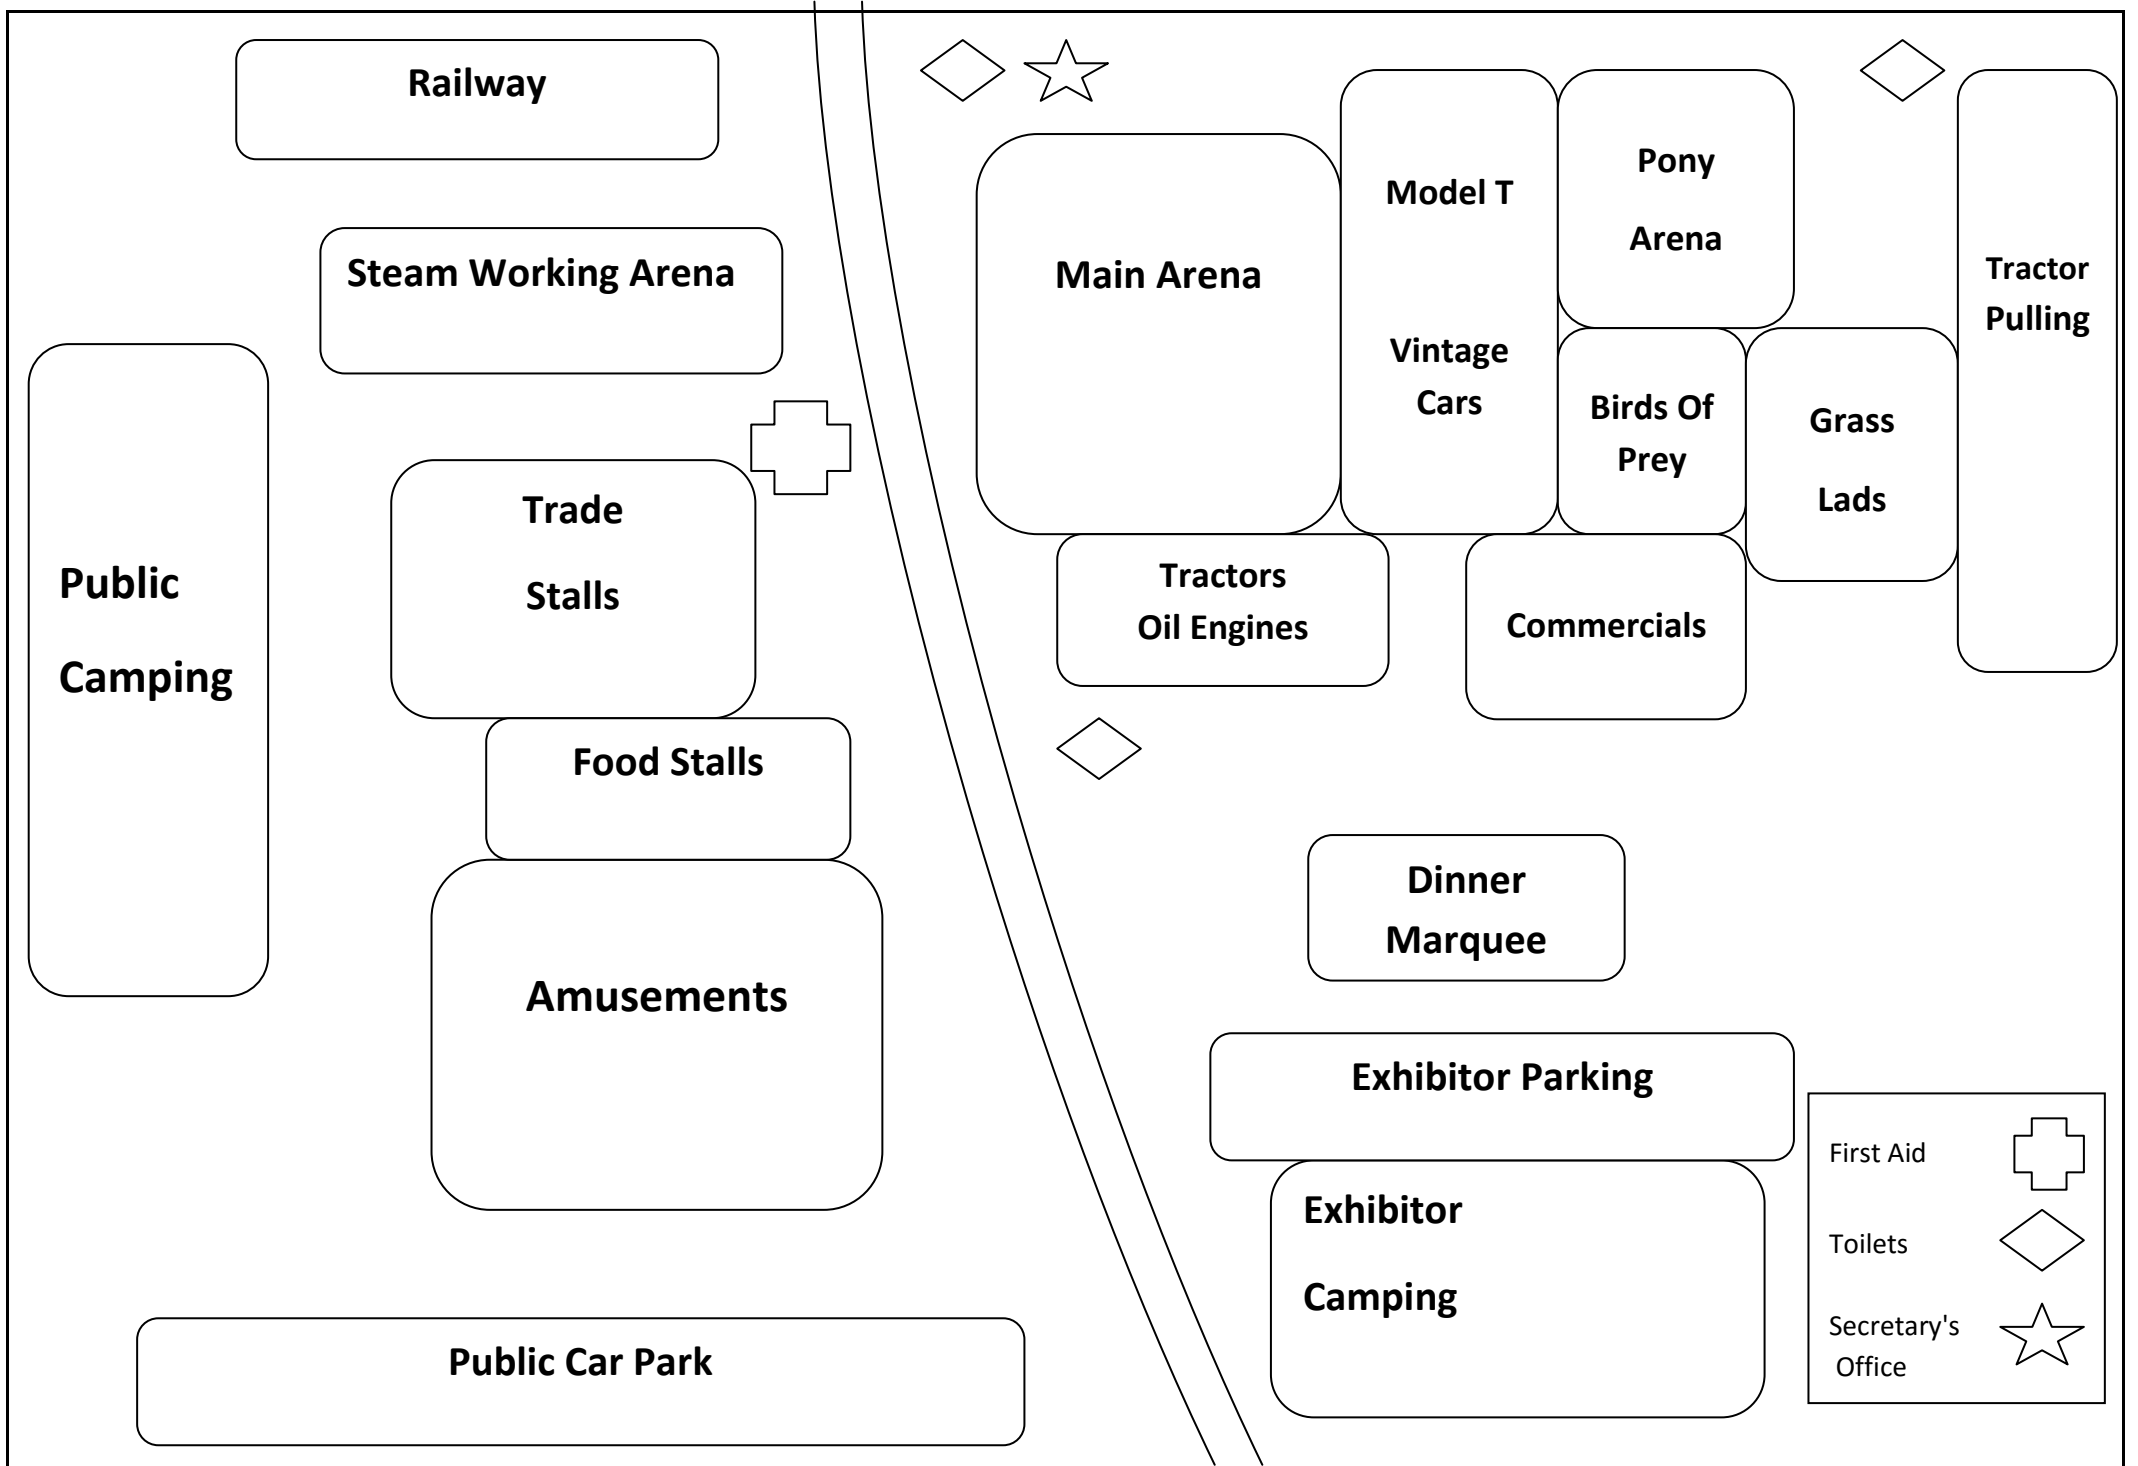 Railway
Steam Working Arena
Public
Camping
Trade
Stalls
Food Stalls
Amusements
Public Car Park
Main Arena
Model T
Vintage
Cars
Pony
Arena
Birds Of
Prey
Grass
Lads
Tractor
Pulling
Tractors
Oil Engines
Commercials
Dinner
Marquee
Exhibitor Parking
Exhibitor
Camping
First Aid
Toilets
Secretary's
Office